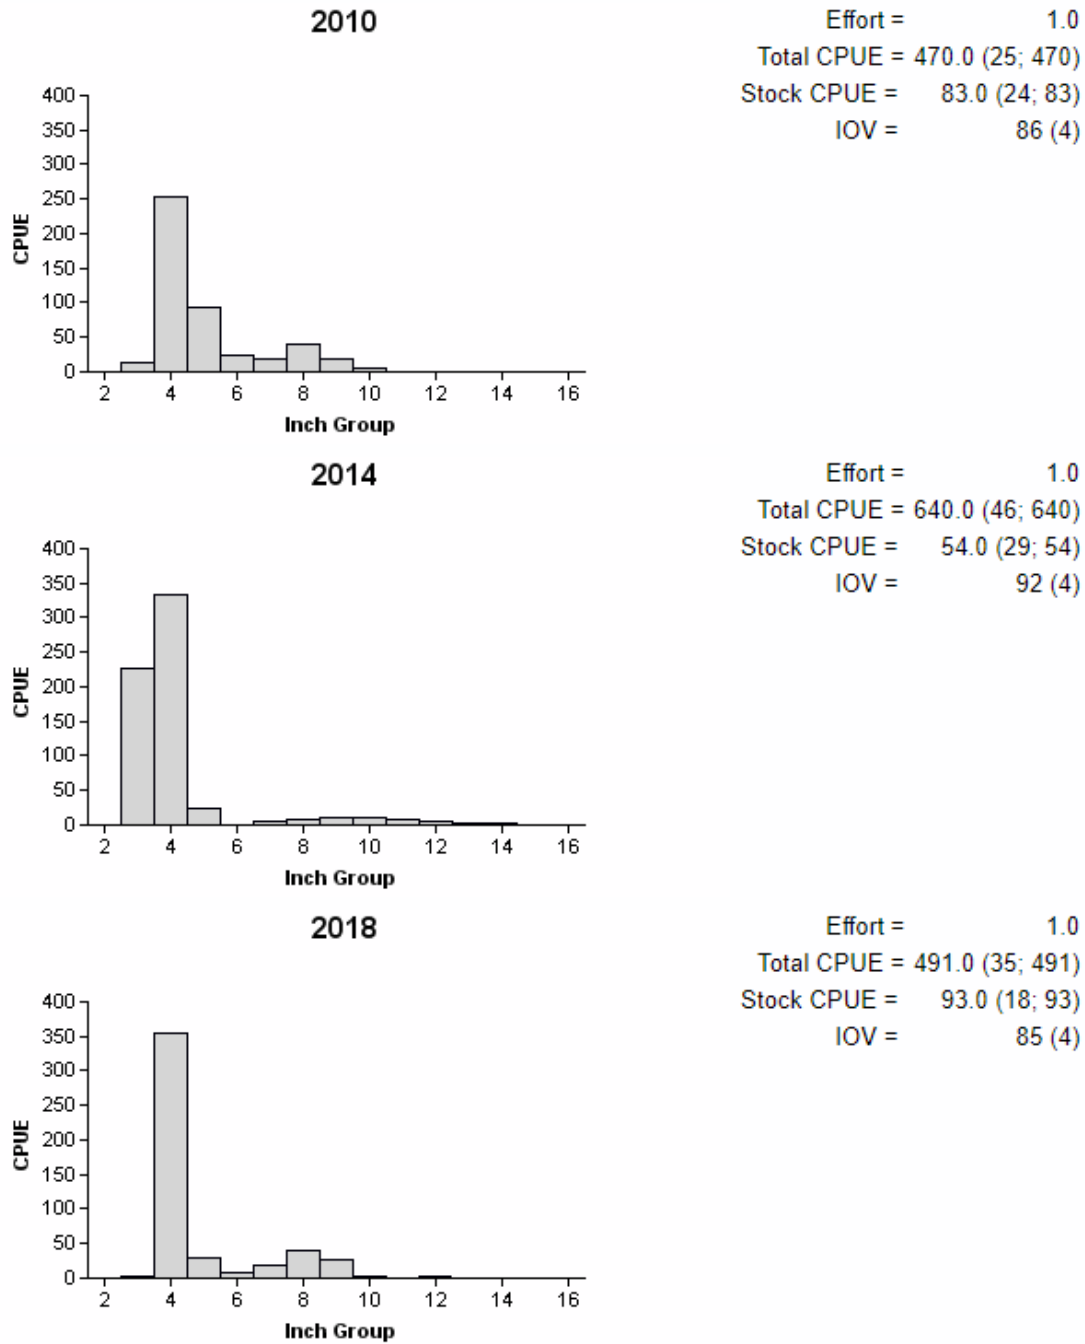 2010
Effort = 1.0
Total CPUE = 470.0 (25; 470)
Stock CPUE = 83.0 (24; 83)
IOV = 86 (4)
400
350
300
250
200
150
100
50
0
CPUE
2 4 6 8 10 12 14 16
Inch Group
2014
Effort = 1.0
Total CPUE = 640.0 (46; 640)
Stock CPUE = 54.0 (29; 54)
IOV = 92 (4)
400
350
300
250
200
150
100
50
0
CPUE
2 4 6 8 10 12 14 16
Inch Group
2018
Effort = 1.0
Total CPUE = 491.0 (35; 491)
Stock CPUE = 93.0 (18; 93)
IOV = 85 (4)
400
350
300
250
200
150
100
50
0
CPUE
2 4 6 8 10 12 14 16
Inch Group